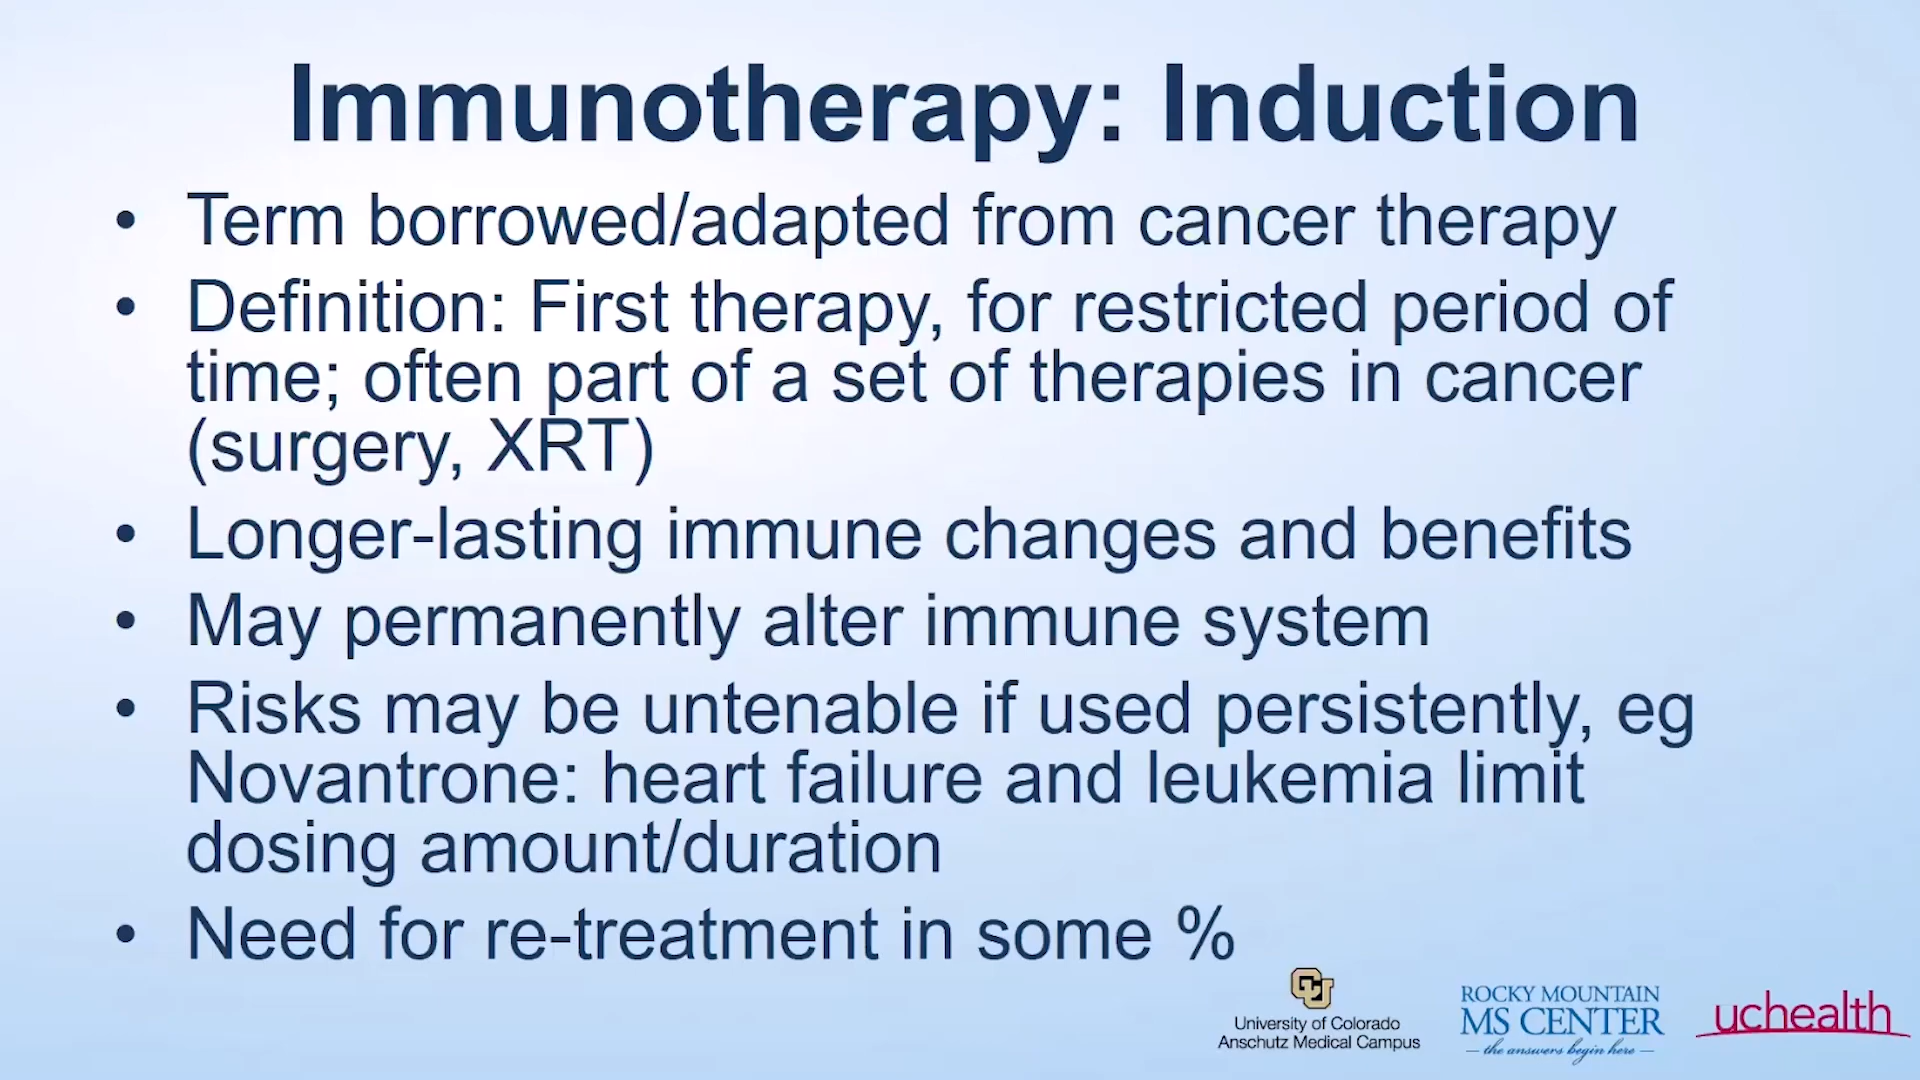 Immunotherapy: Induction
• Term borrowed/adapted from cancer therapy
• Definition: First therapy, for restricted period of
time; often part of a set of therapies in cancer
(surgery, XRT)
• Longer-lasting immune changes and benefits
• May permanently alter immune system
• Risks may be untenable if used persistently, eg
Novantrone: heart failure and leukemia limit
dosing amount/duration
• Need for re-treatment in some %
CU
University of Colorado
Anschutz Medical Campus
ROCKY MOUNTAIN
MS CENTER
— the answers begin here —
uchealth